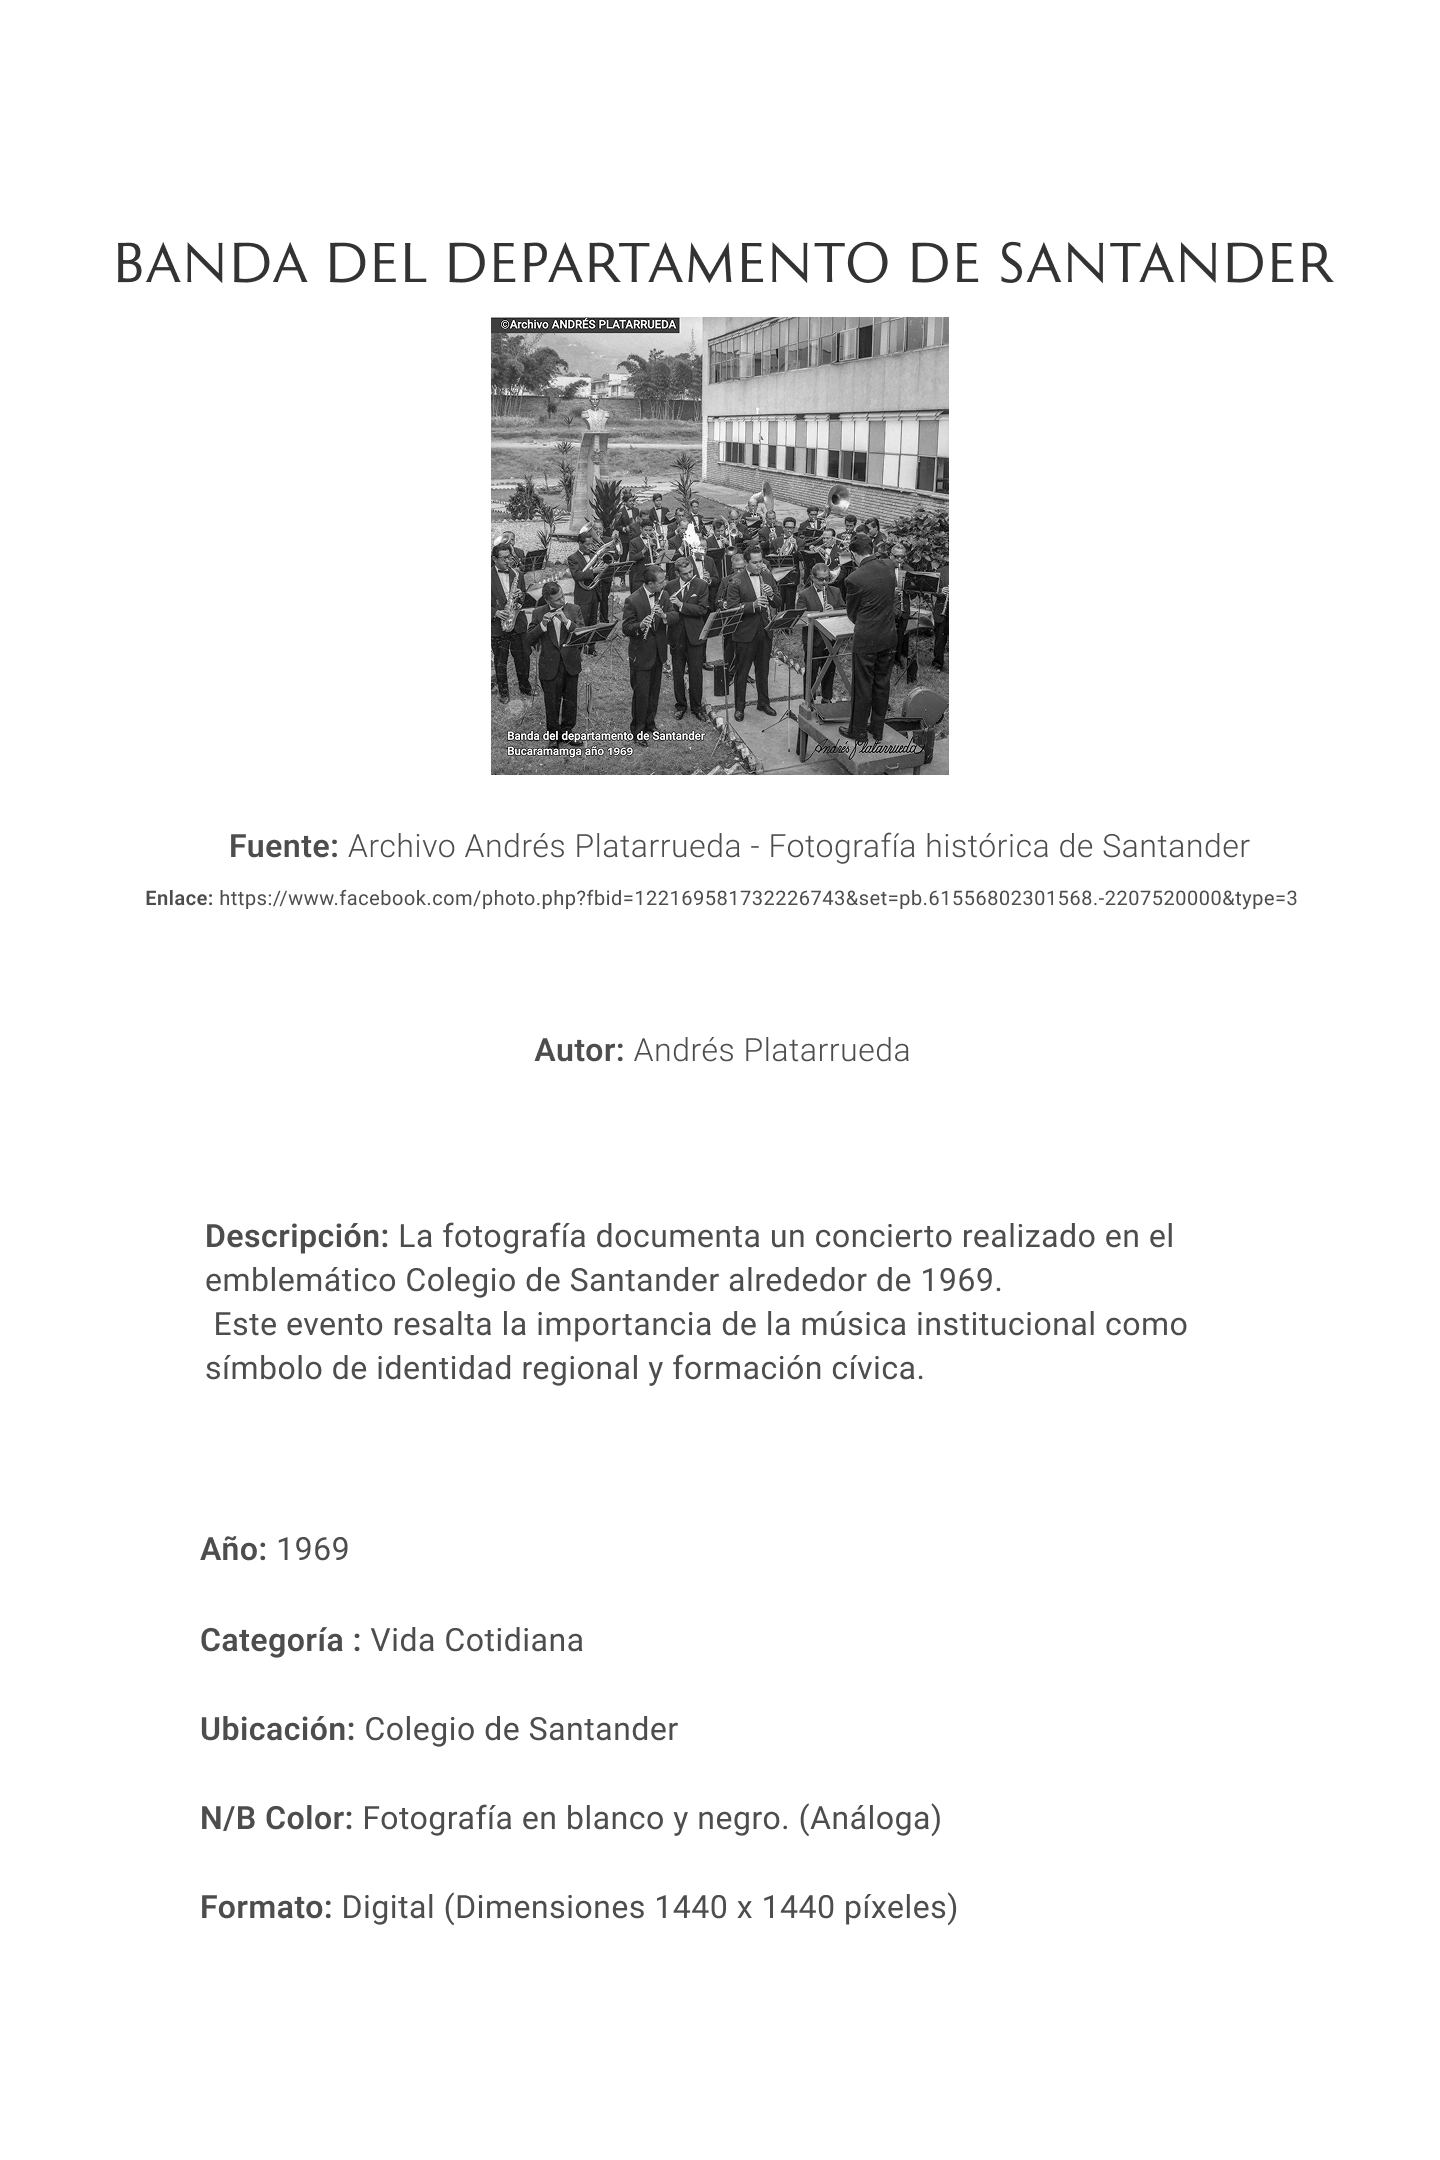 BANDA DEL DEPARTAMENTO DE SANTANDER
©Archivo ANDRÉS PLATARRUEDA
Banda del departamento de Santander
Bucaramamga año 1969
Andrés Platarrueda
Fuente: Archivo Andrés Platarrueda - Fotografía histórica de Santander
Enlace: https://www.facebook.com/photo.php?fbid=122169581732226743&set=pb.61556802301568.-2207520000&type=3
Autor: Andrés Platarrueda
Descripción: La fotografía documenta un concierto realizado en el
emblemático Colegio de Santander alrededor de 1969.
Este evento resalta la importancia de la música institucional como
símbolo de identidad regional y formación cívica.
Año: 1969
Categoría : Vida Cotidiana
Ubicación: Colegio de Santander
N/B Color: Fotografía en blanco y negro. (Análoga)
Formato: Digital (Dimensiones 1440 x 1440 píxeles)